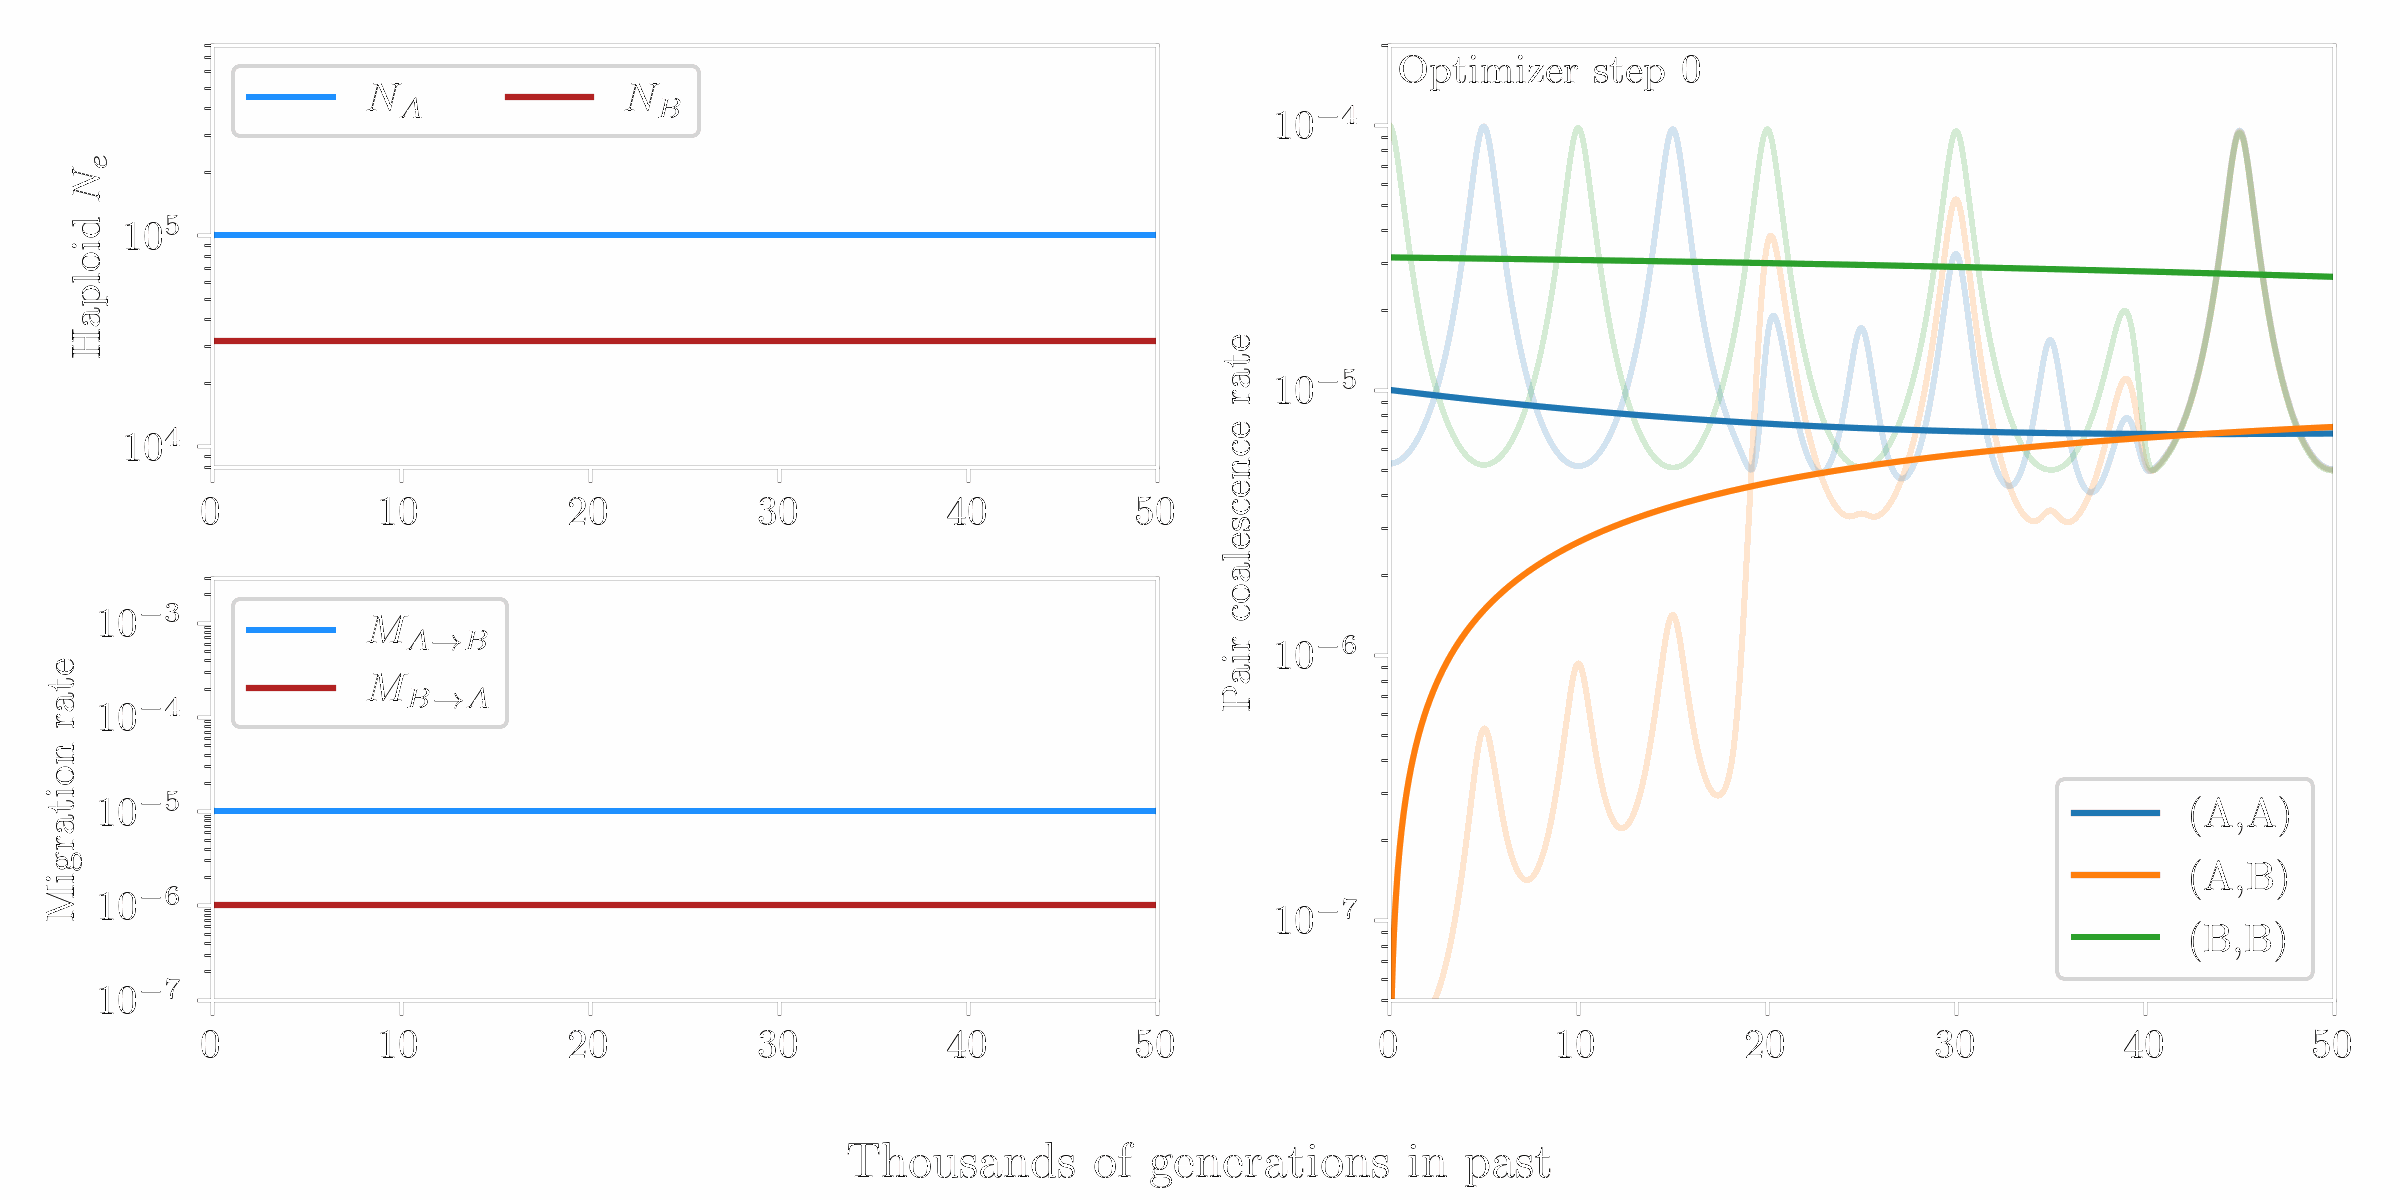 Haploid N_e
N_A N_B
10^5
10^4
0 10 20 30 40 50
Migration rate
M_{A→B}
M_{B→A}
10^{-3}
10^{-4}
10^{-5}
10^{-6}
10^{-7}
0 10 20 30 40 50
Optimizer step 0
Pair coalescence rate
10^{-4}
10^{-5}
10^{-6}
10^{-7}
(A,A)
(A,B)
(B,B)
0 10 20 30 40 50
Thousands of generations in past